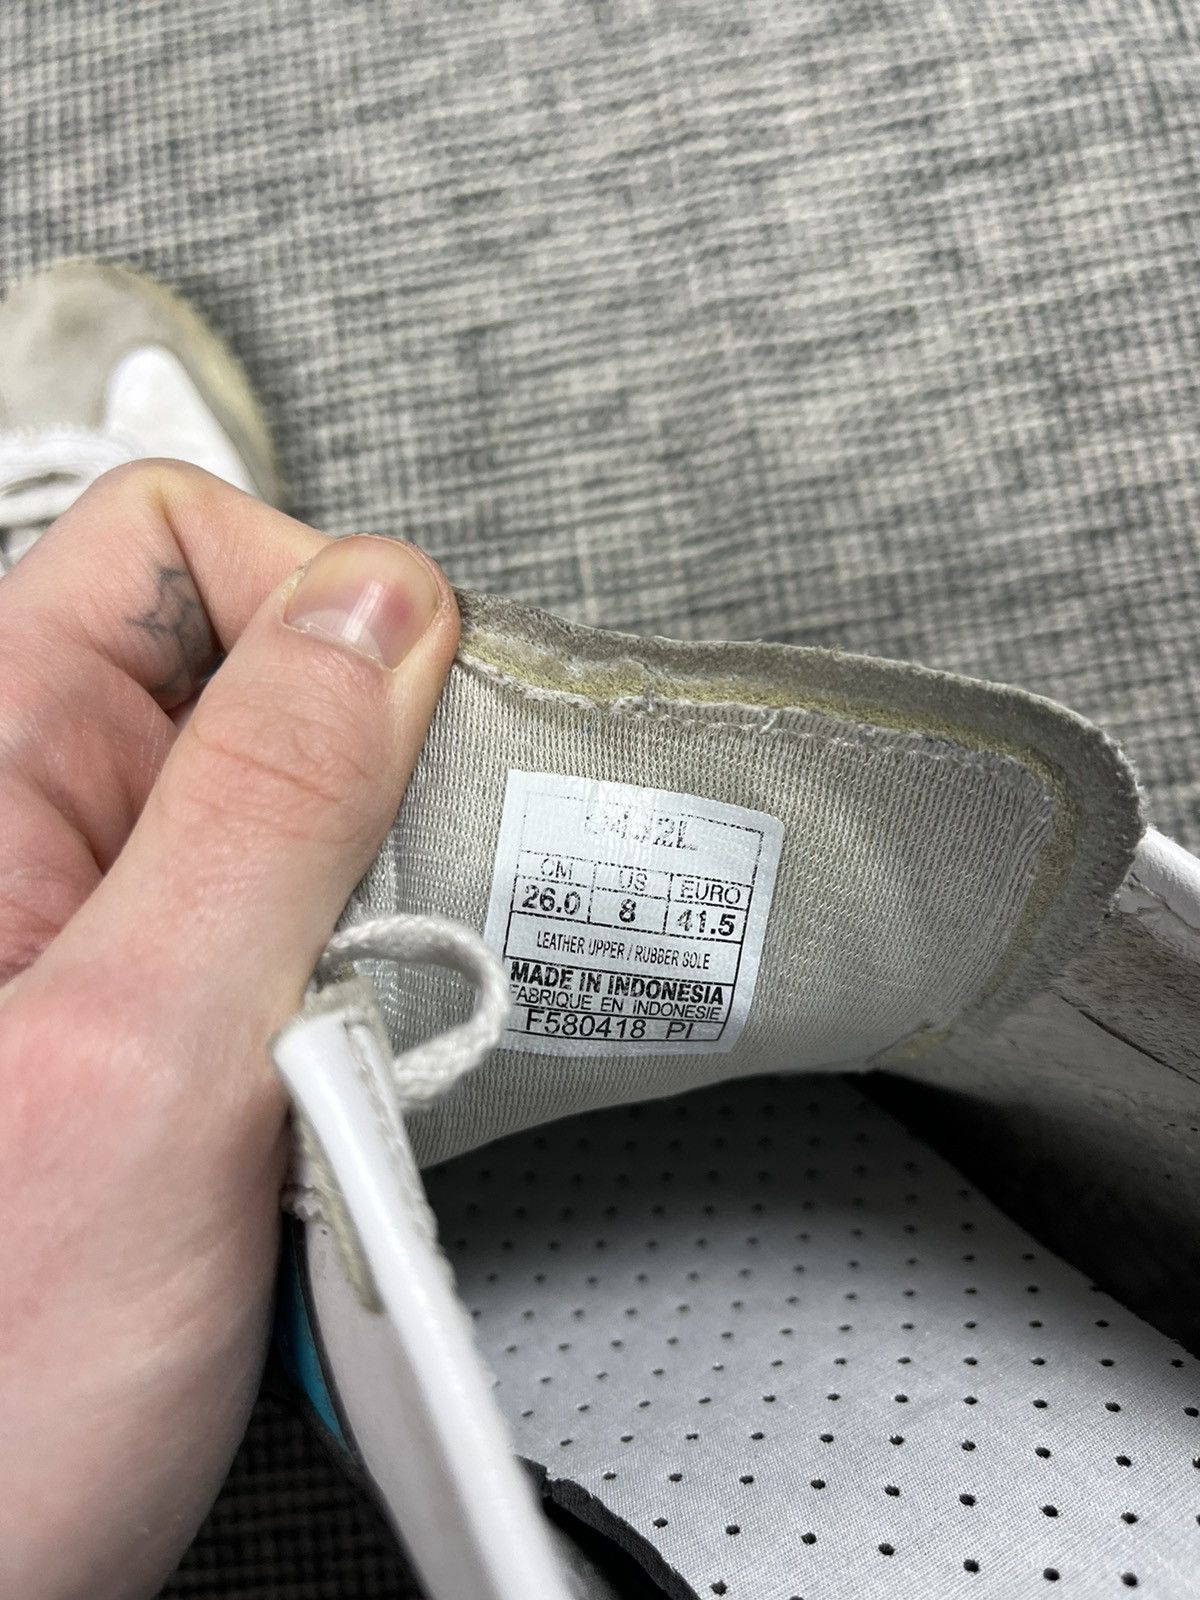 CM US EURO
26.0 8 41.5
LEATHER UPPER / RUBBER SOLE
MADE IN INDONESIA
FABRIQUE EN INDONESIE
F580418 PI